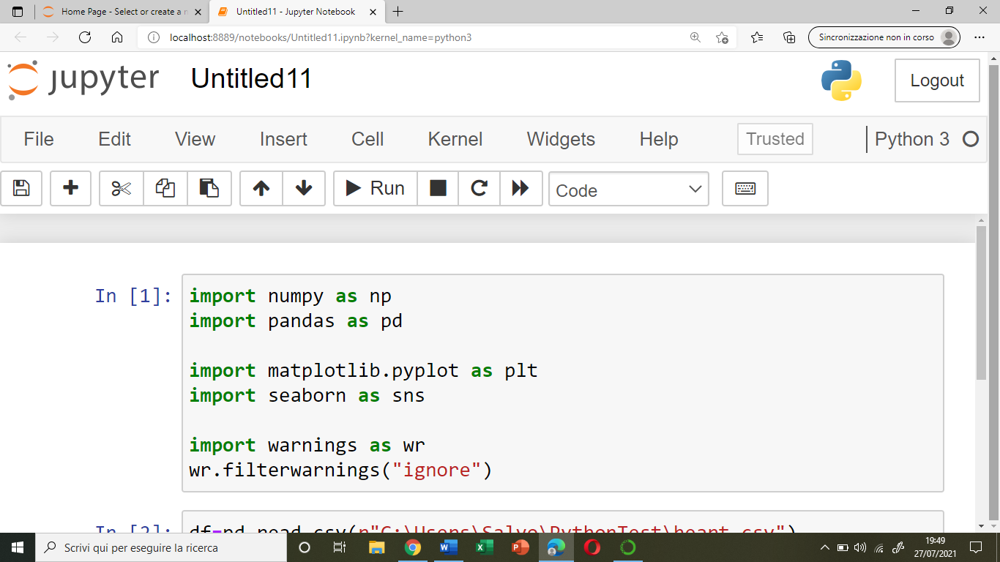 Home Page - Select or create a n
Untitled11 - Jupyter Notebook
localhost:8889/notebooks/Untitled11.ipynb?kernel_name=python3
Sincronizzazione non in corso
jupyter Untitled11
Logout
File Edit View Insert Cell Kernel Widgets Help Trusted Python 3
Run Code
In [1]:
import numpy as np
import pandas as pd
import matplotlib.pyplot as plt
import seaborn as sns
import warnings as wr
wr.filterwarnings("ignore")
In [2]:
df=pd.read_csv(r"C:\Users\Salvo\PythonTest\heart.csv")
Scrivi qui per eseguire la ricerca
19:49
27/07/2021